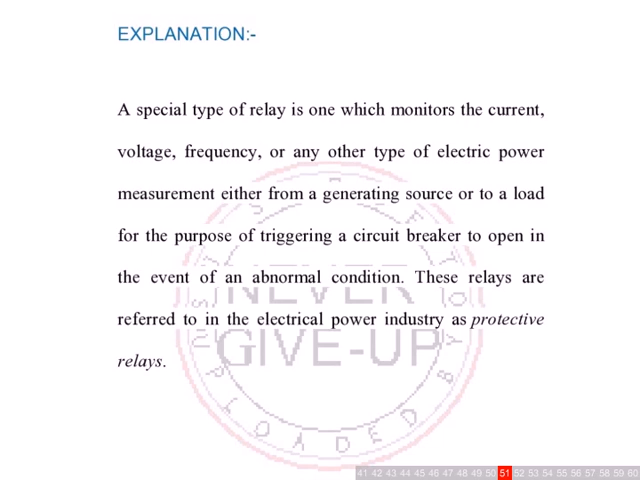 EXPLANATION:-
A special type of relay is one which monitors the current,
voltage, frequency, or any other type of electric power
measurement either from a generating source or to a load
for the purpose of triggering a circuit breaker to open in
the event of an abnormal condition. These relays are
referred to in the electrical power industry as protective
relays.
NEVER
GIVE-UP
UPLOADED BY
41 42 43 44 45 46 47 48 49 50 51 52 53 54 55 56 57 58 59 60